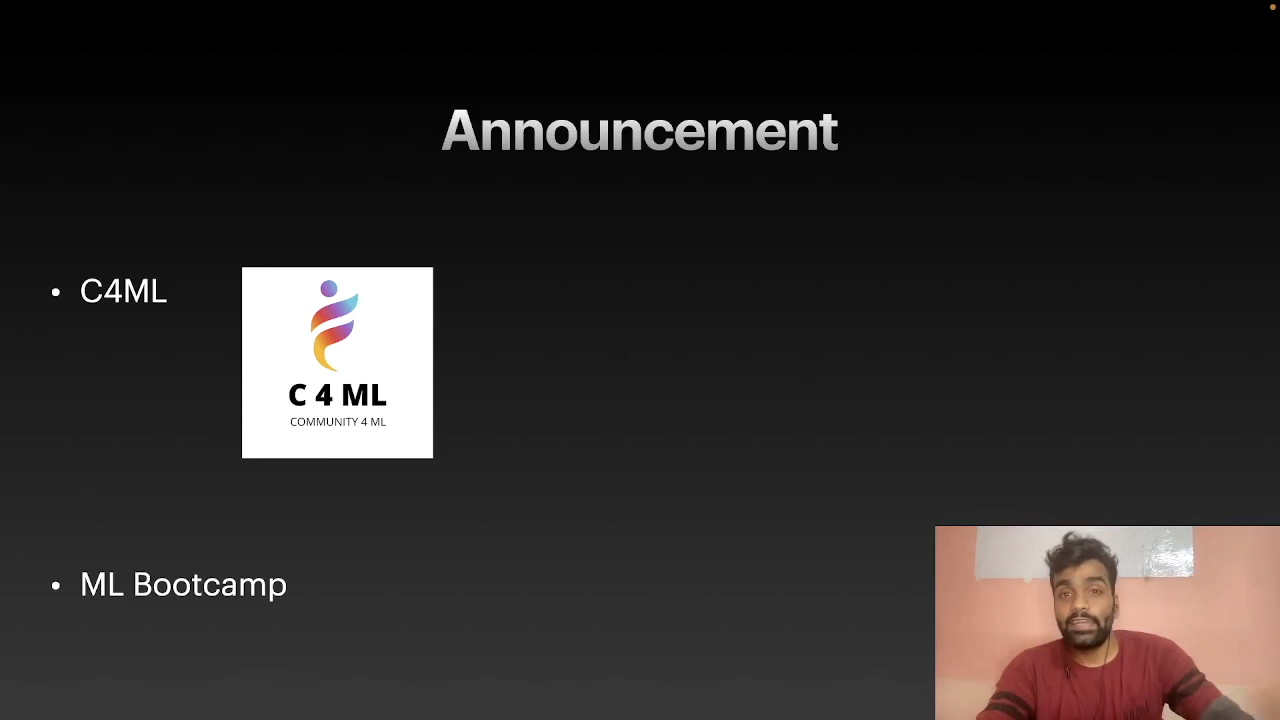 Announcement
• C4ML
C 4 ML
COMMUNITY 4 ML
• ML Bootcamp